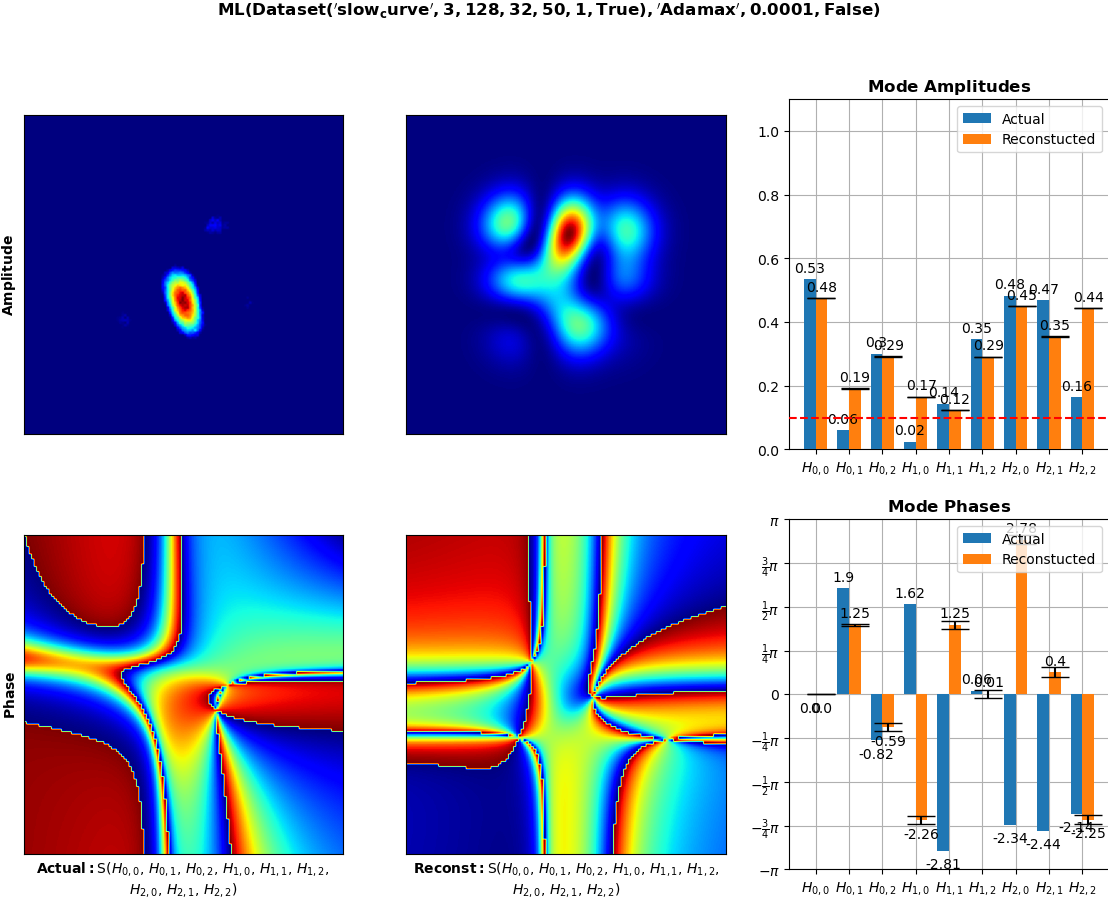 ML(Dataset('slow_curve', 3, 128, 32, 50, 1, True), 'Adamax', 0.0001, False)
Amplitude
Mode Amplitudes
Actual
Reconstucted
1.0
0.8
0.6
0.4
0.2
0.0
0.53
0.48
0.06
0.19
0.3
0.29
0.02
0.17
0.14
0.12
0.35
0.29
0.48
0.45
0.47
0.35
0.16
0.44
H0,0 H0,1 H0,2 H1,0 H1,1 H1,2 H2,0 H2,1 H2,2
Phase
Actual: S(H0,0, H0,1, H0,2, H1,0, H1,1, H1,2,
H2,0, H2,1, H2,2)
Reconst: S(H0,0, H0,1, H0,2, H1,0, H1,1, H1,2,
H2,0, H2,1, H2,2)
Mode Phases
Actual
Reconstucted
π
3/4π
1/2π
1/4π
0
−1/4π
−1/2π
−3/4π
−π
0.0
0.0
1.9
1.25
-0.82
-0.59
1.62
-2.26
-2.81
1.25
0.06
0.01
-2.34
2.78
-2.44
0.4
-2.14
-2.25
H0,0 H0,1 H0,2 H1,0 H1,1 H1,2 H2,0 H2,1 H2,2